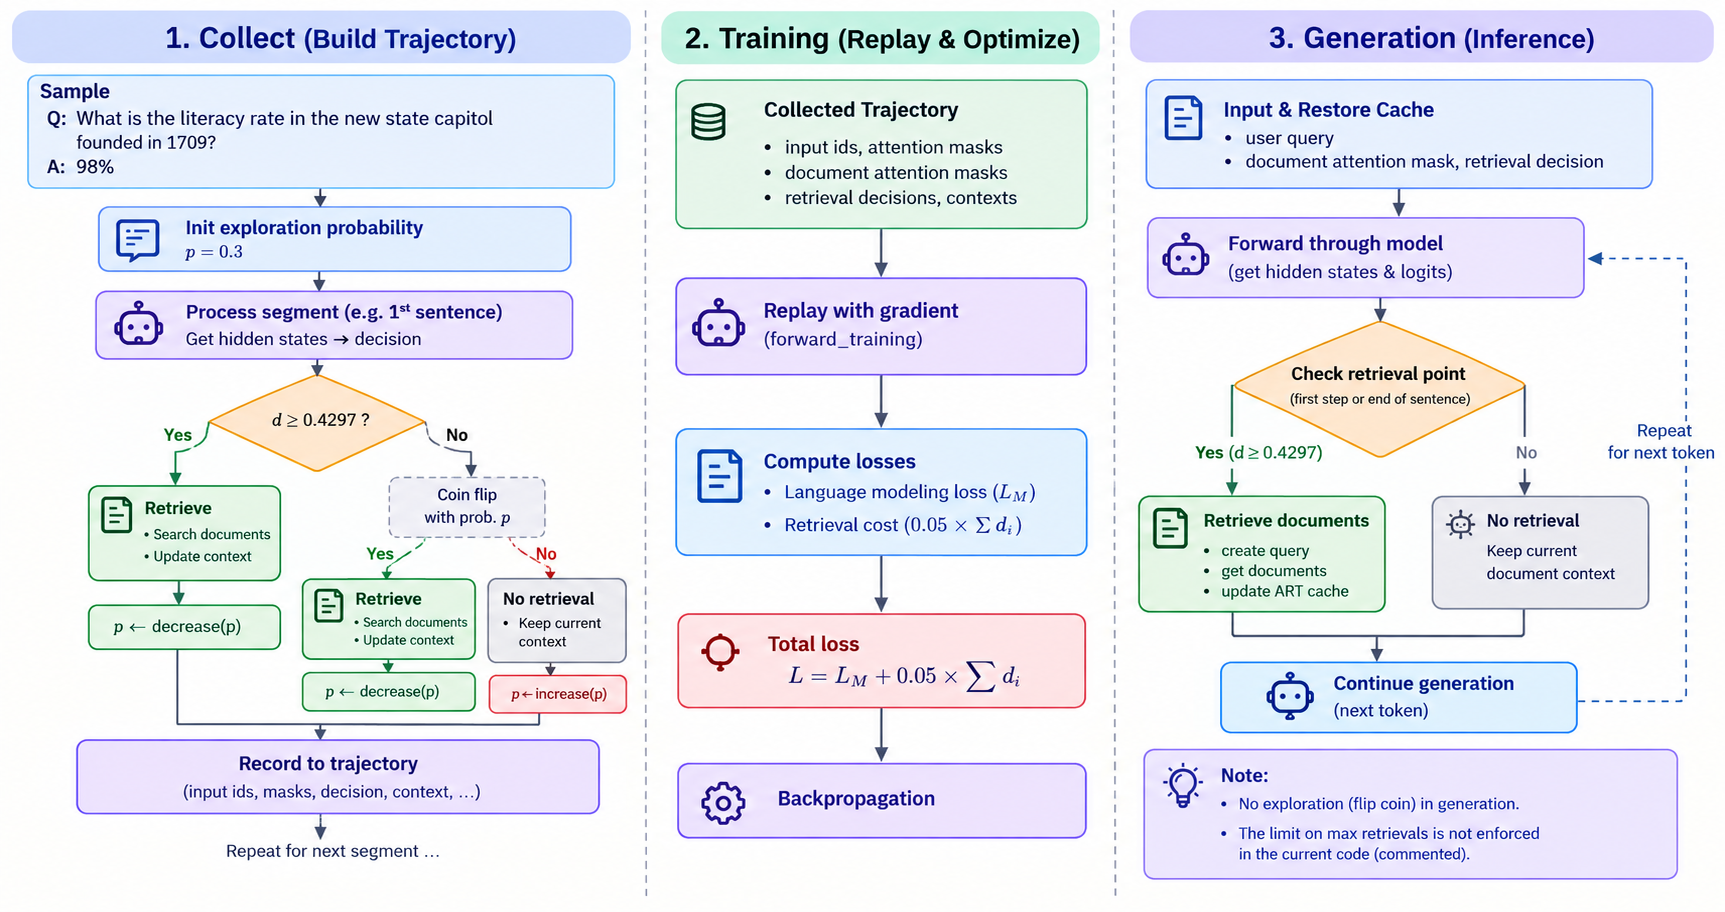 1. Collect (Build Trajectory)
Sample
Q: What is the literacy rate in the new state capitol
founded in 1709?
A: 98%
Init exploration probability
p = 0.3
Process segment (e.g. 1st sentence)
Get hidden states → decision
d ≥ 0.4297 ?
Yes
No
Retrieve
• Search documents
• Update context
p ← decrease(p)
Coin flip
with prob. p
Yes
No
Retrieve
• Search documents
• Update context
p ← decrease(p)
No retrieval
• Keep current
context
p ← increase(p)
Record to trajectory
(input ids, masks, decision, context, ...)
Repeat for next segment ...
2. Training (Replay & Optimize)
Collected Trajectory
• input ids, attention masks
• document attention masks
• retrieval decisions, contexts
Replay with gradient
(forward_training)
Compute losses
• Language modeling loss (L_M)
• Retrieval cost (0.05 × ∑ d_i)
Total loss
L = L_M + 0.05 × ∑ d_i
Backpropagation
3. Generation (Inference)
Input & Restore Cache
• user query
• document attention mask, retrieval decision
Forward through model
(get hidden states & logits)
Check retrieval point
(first step or end of sentence)
Yes (d ≥ 0.4297)
No
Repeat
for next token
Retrieve documents
• create query
• get documents
• update ART cache
No retrieval
Keep current
document context
Continue generation
(next token)
Note:
• No exploration (flip coin) in generation.
• The limit on max retrievals is not enforced
in the current code (commented).